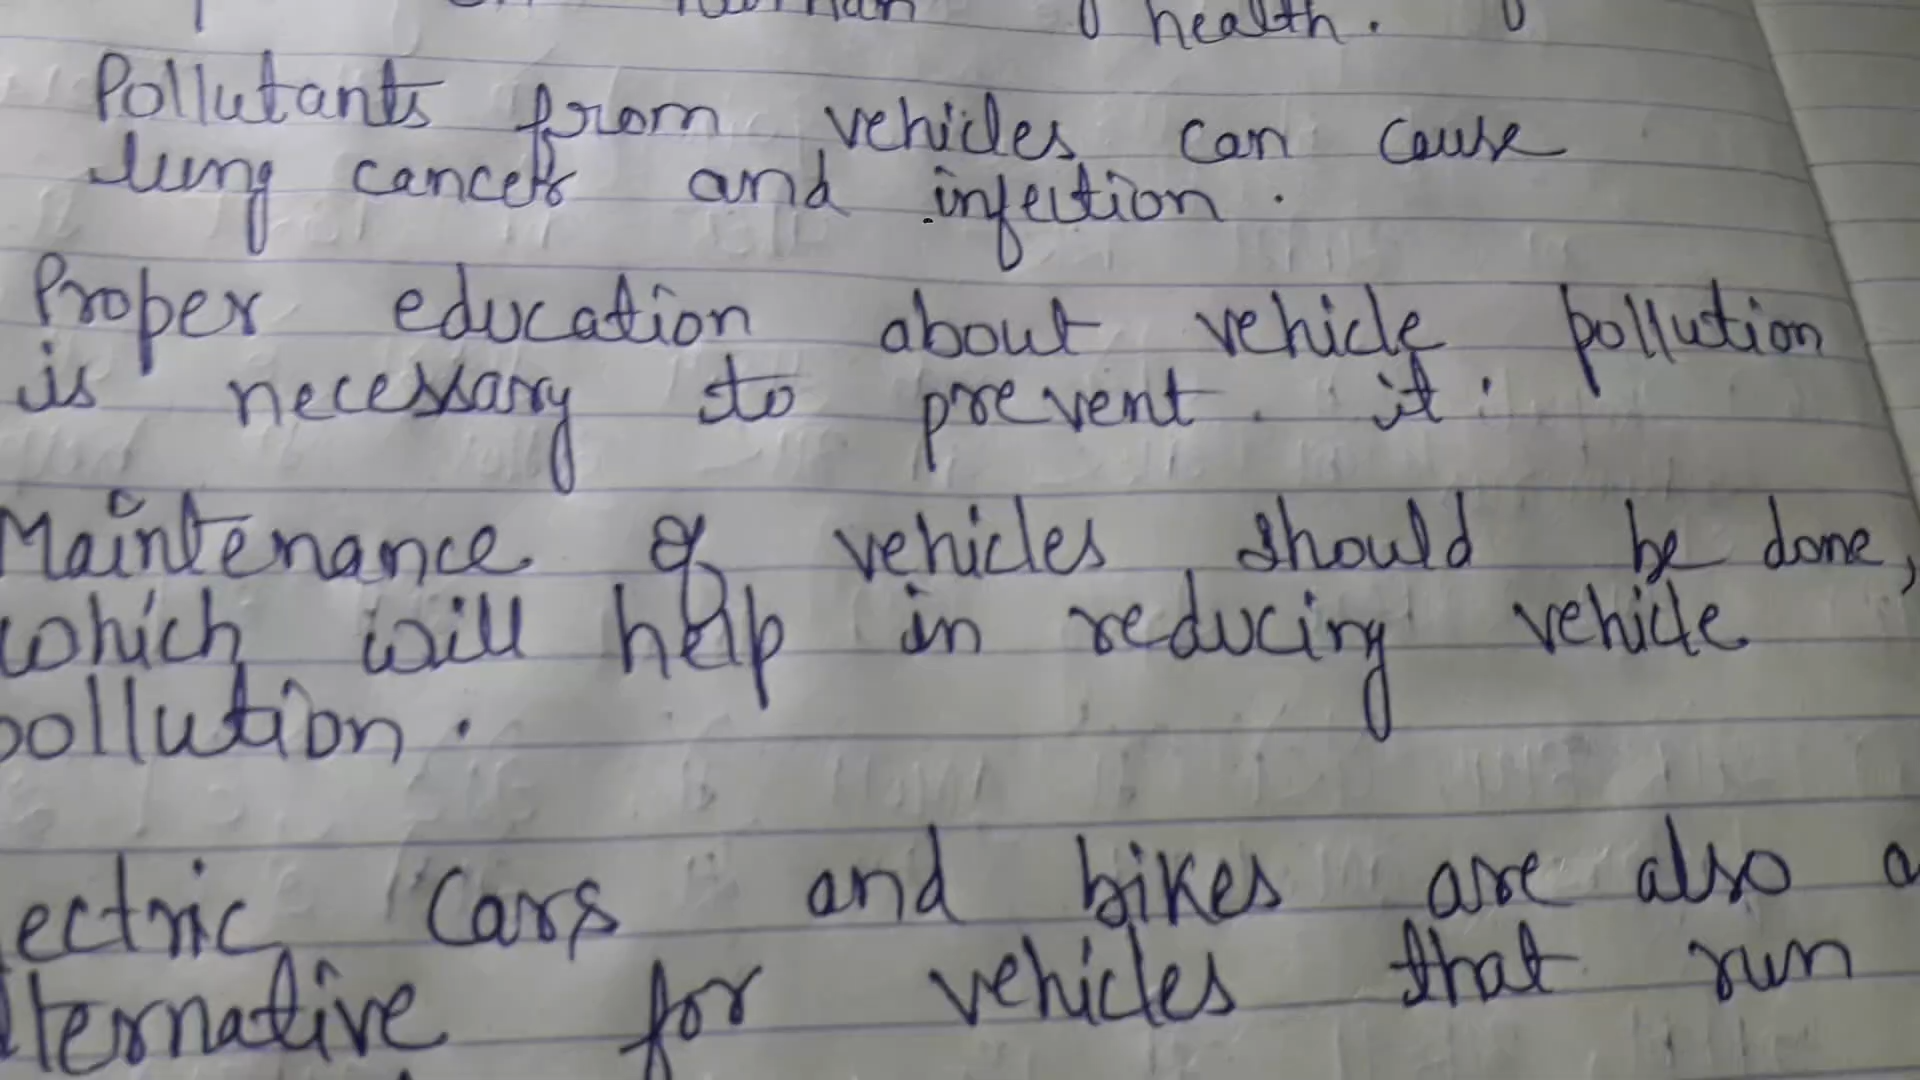 human health.
Pollutants from vehicles can cause
lung cancer and infection.
Proper education about vehicle pollution
is necessary to prevent it.
Maintenance of vehicles should be done,
which will help in reducing vehicle
pollution.
ectric Cars and bikes are also a
lternative for vehicles that run